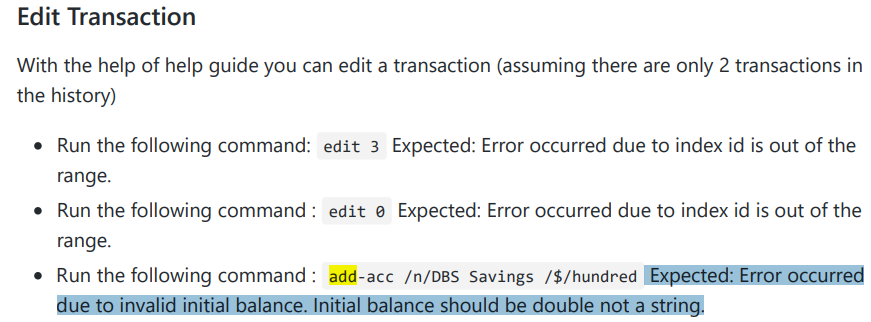 Edit Transaction
With the help of help guide you can edit a transaction (assuming there are only 2 transactions in
the history)
• Run the following command: edit 3 Expected: Error occurred due to index id is out of the
range.
• Run the following command : edit 0 Expected: Error occurred due to index id is out of the
range.
• Run the following command : add-acc /n/DBS Savings /$/hundred Expected: Error occurred
due to invalid initial balance. Initial balance should be double not a string.